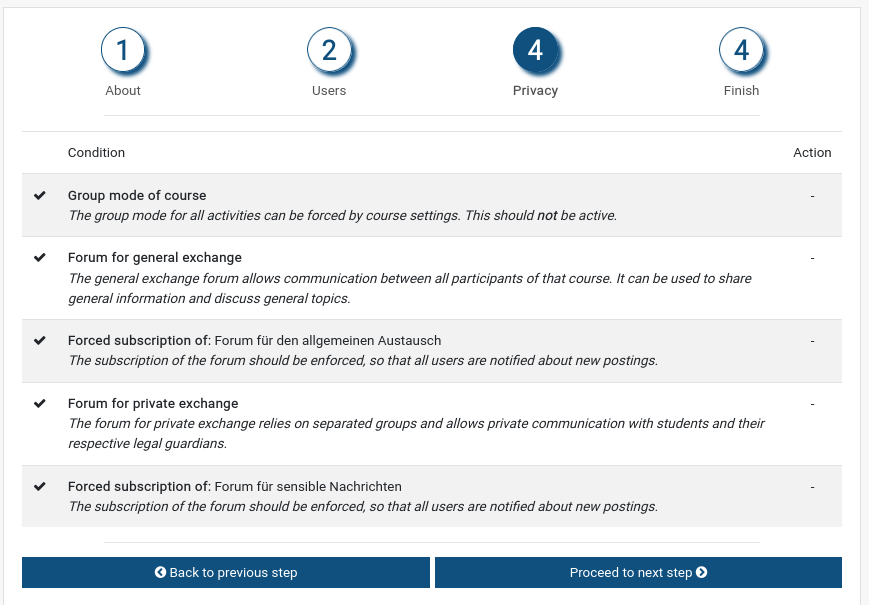 1 2 4 4
About Users Privacy Finish
Condition Action
Group mode of course -
The group mode for all activities can be forced by course settings. This should not be active.
Forum for general exchange -
The general exchange forum allows communication between all participants of that course. It can be used to share
general information and discuss general topics.
Forced subscription of: Forum für den allgemeinen Austausch -
The subscription of the forum should be enforced, so that all users are notified about new postings.
Forum for private exchange -
The forum for private exchange relies on separated groups and allows private communication with students and their
respective legal guardians.
Forced subscription of: Forum für sensible Nachrichten -
The subscription of the forum should be enforced, so that all users are notified about new postings.
Back to previous step Proceed to next step